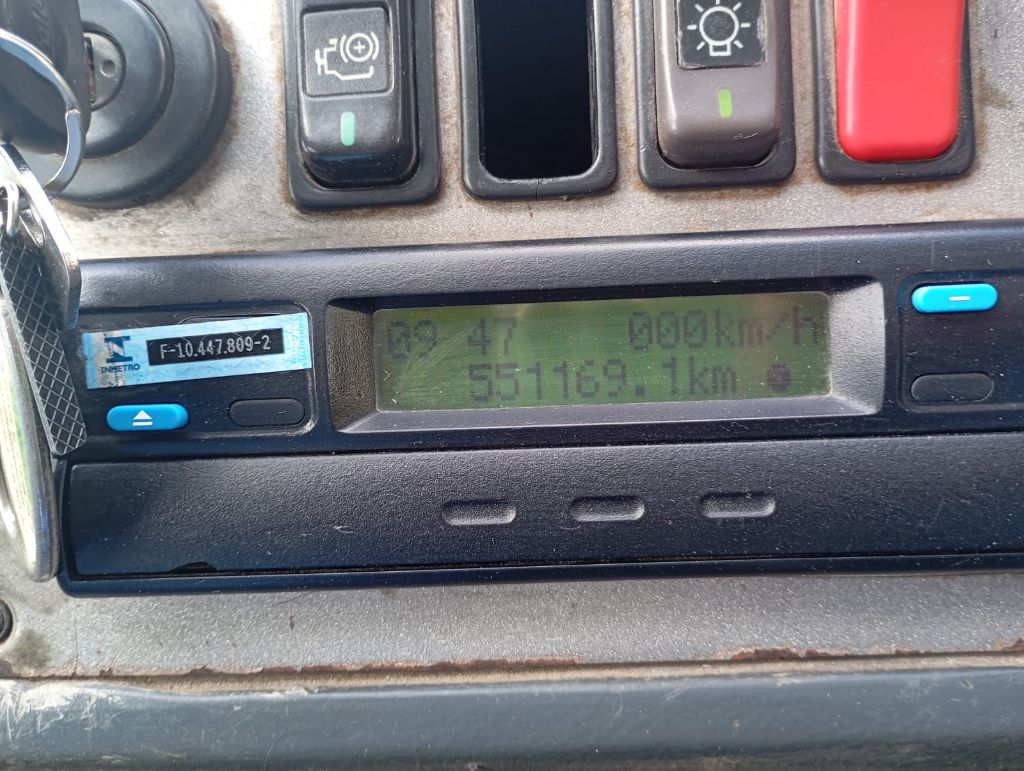 INMETRO
F-10.447.809-2
09 47 000km/h
551169.1km